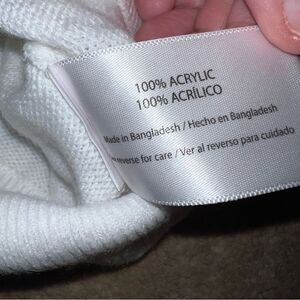 100% ACRYLIC
100% ACRÍLICO
Made in Bangladesh / Hecho en Bangladesh
reverse for care / Ver al reverso para cuidado